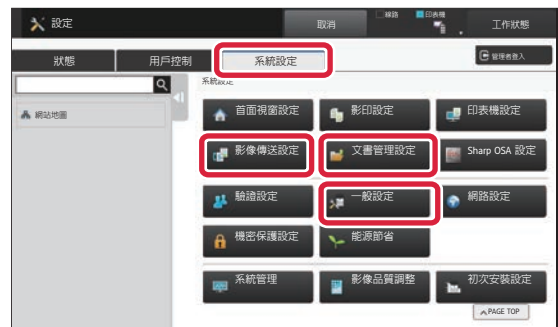 設定
取消
線路
印表機
工作狀態
狀態
用戶控制
系統設定
管理者登入
系統設定
網站地圖
首面視窗設定
影印設定
印表機設定
影像傳送設定
文書管理設定
Sharp OSA 設定
驗證設定
一般設定
網路設定
機密保護設定
能源節省
系統管理
影像品質調整
初次安裝設定
PAGE TOP